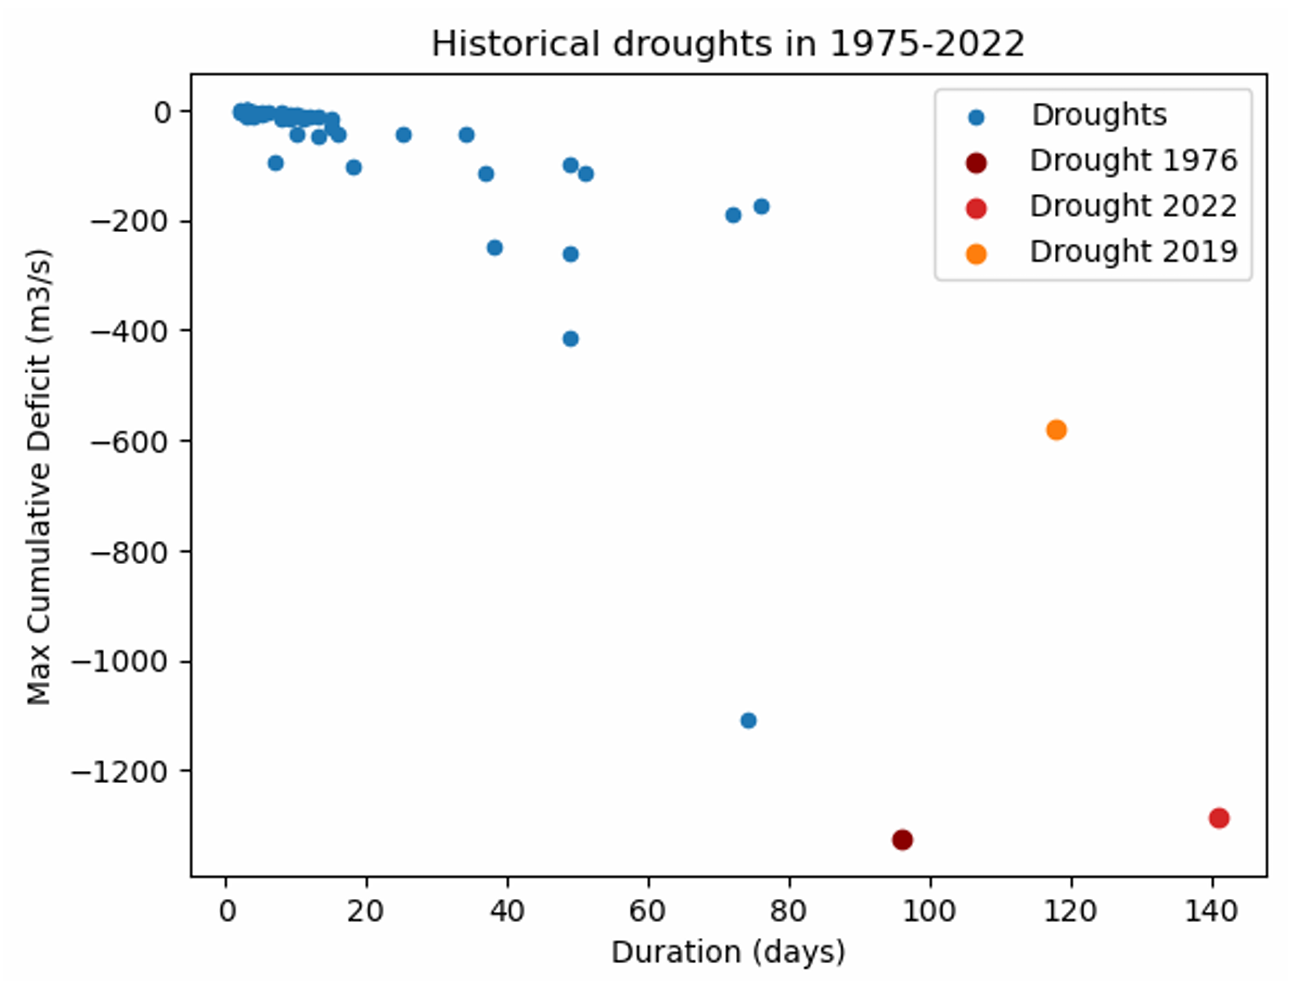 Historical droughts in 1975-2022
Droughts
Drought 1976
Drought 2022
Drought 2019
Max Cumulative Deficit (m3/s)
0
−200
−400
−600
−800
−1000
−1200
0 20 40 60 80 100 120 140
Duration (days)